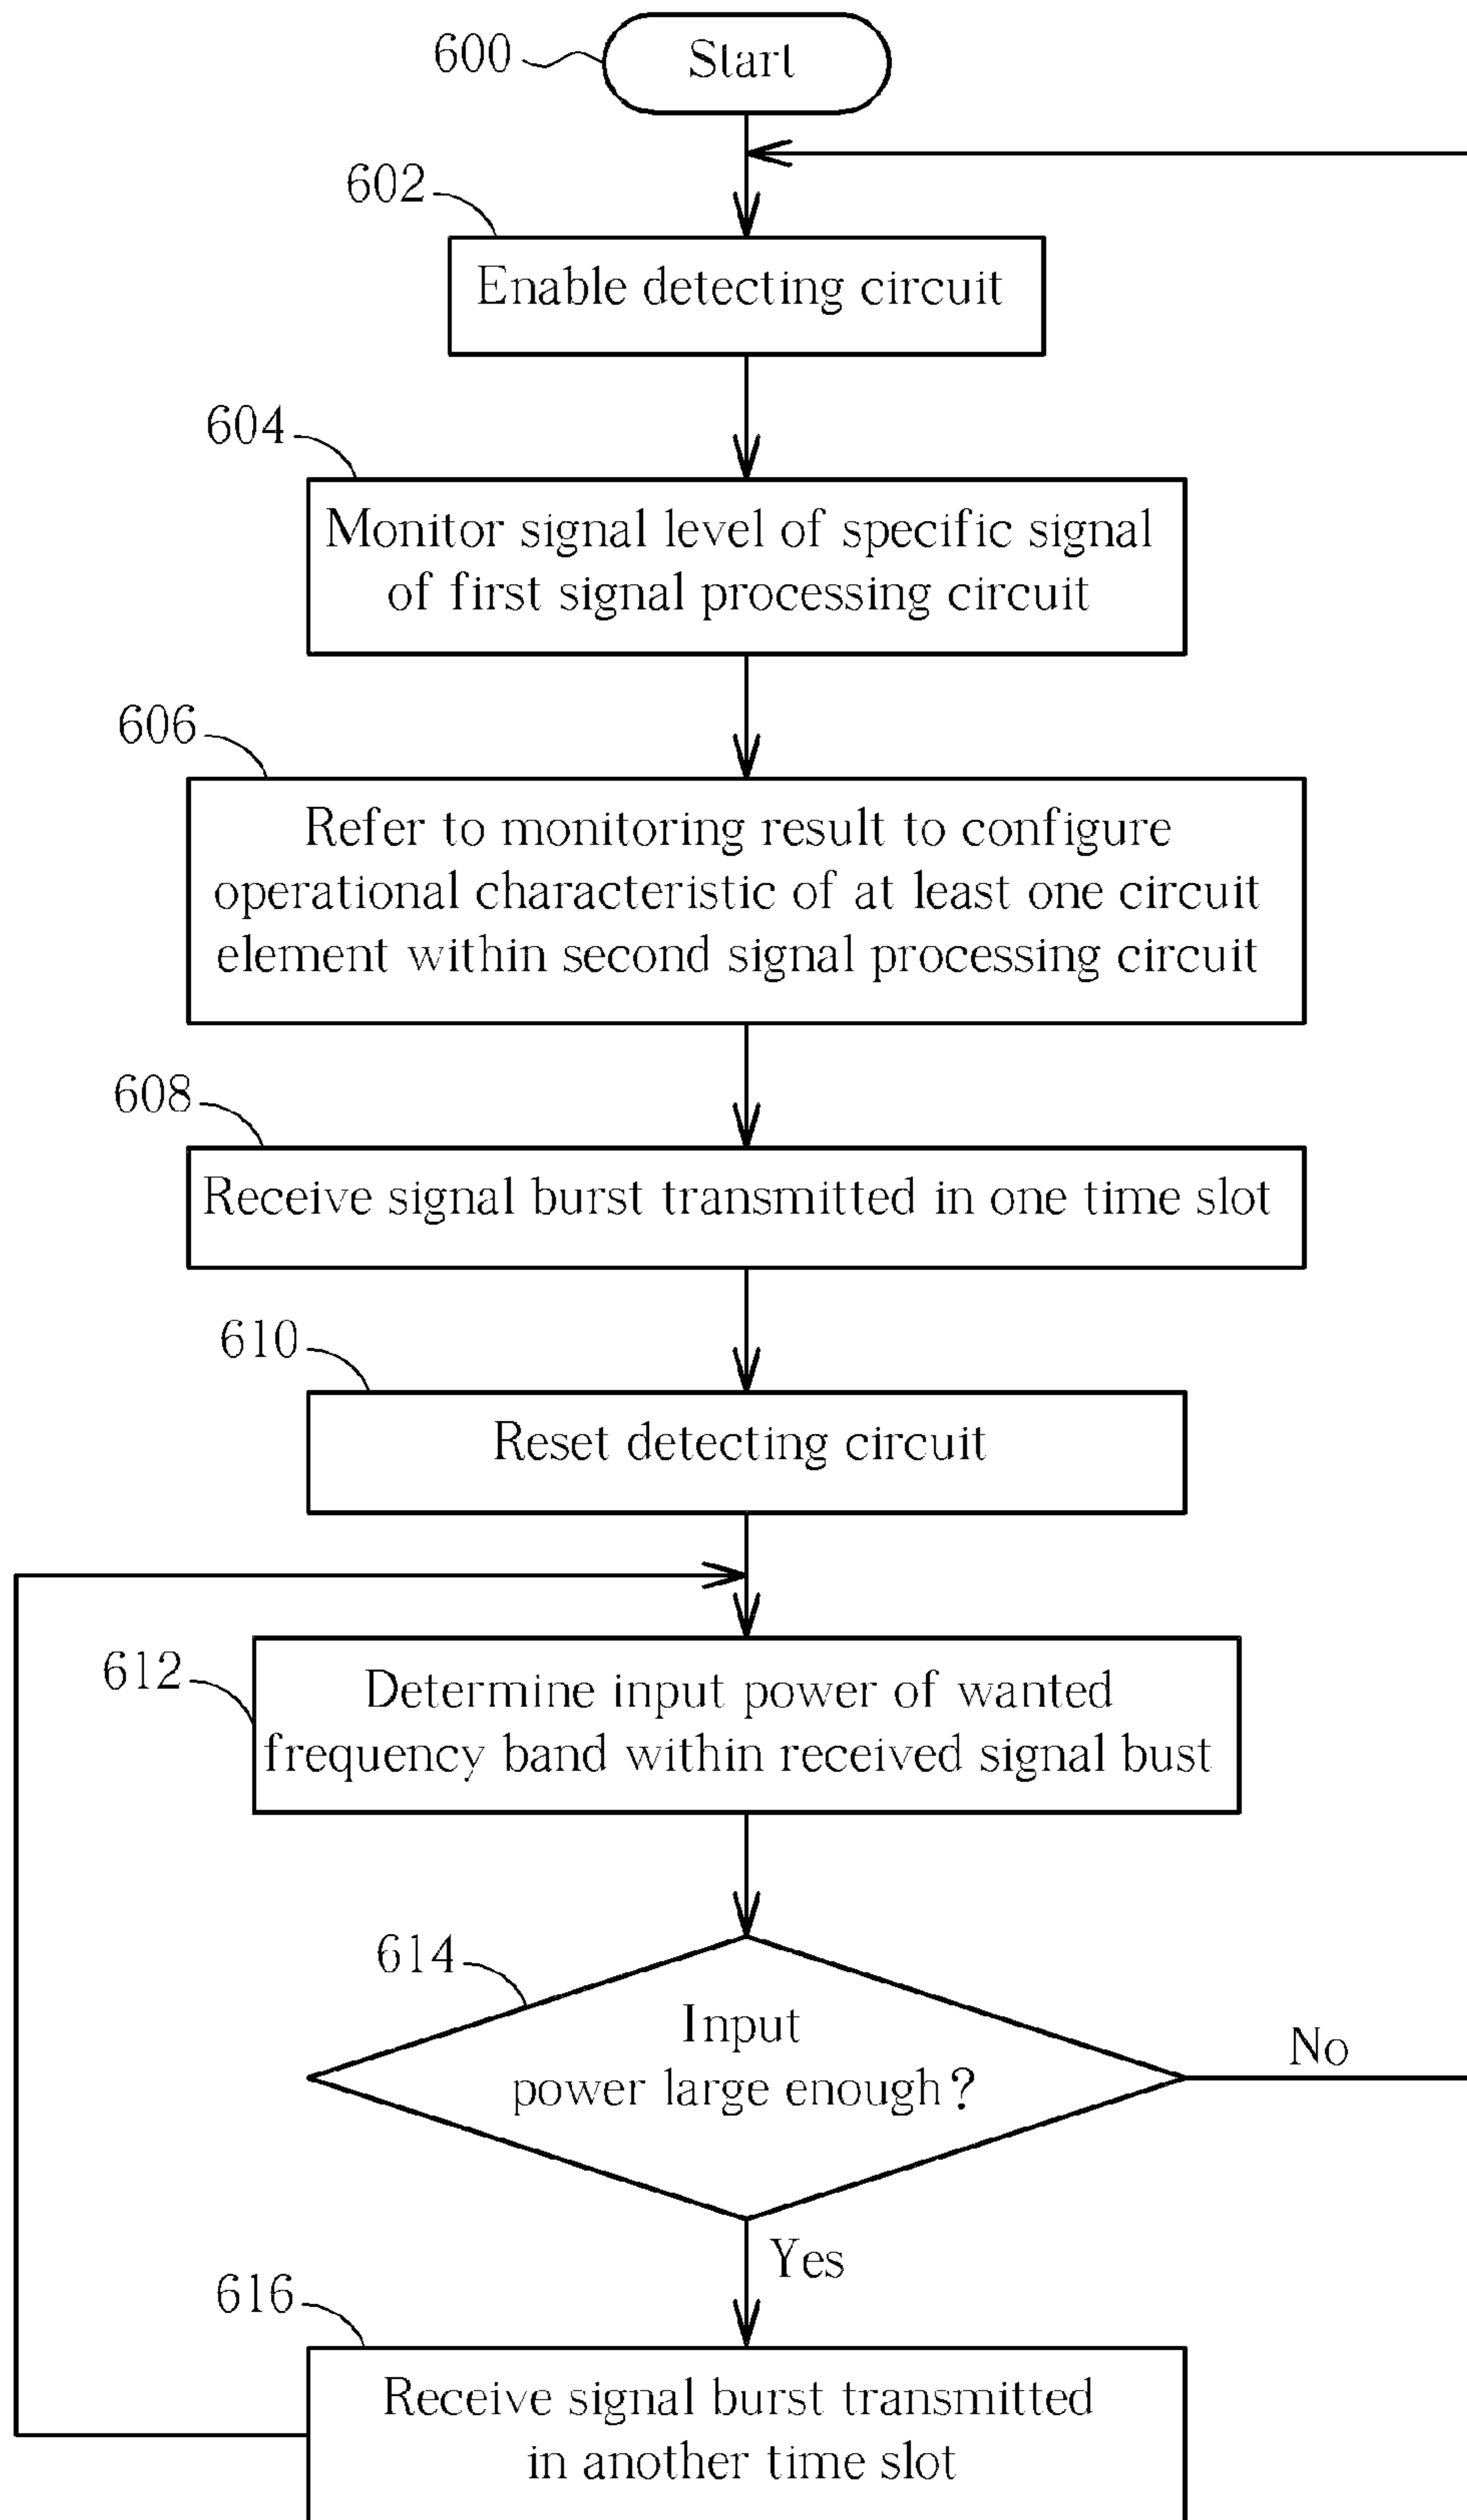 600
Start
602
Enable detecting circuit
604
Monitor signal level of specific signal
of first signal processing circuit
606
Refer to monitoring result to configure
operational characteristic of at least one circuit
element within second signal processing circuit
608
Receive signal burst transmitted in one time slot
610
Reset detecting circuit
612
Determine input power of wanted
frequency band within received signal bust
614
Input
power large enough?
No
Yes
616
Receive signal burst transmitted
in another time slot